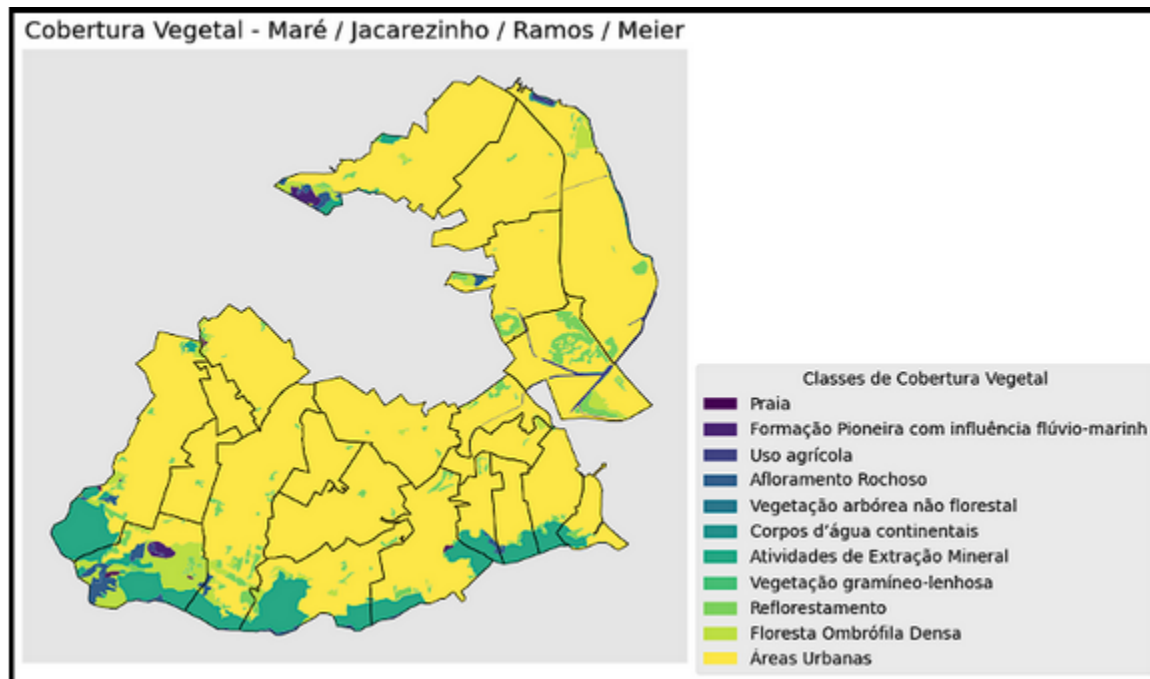 Cobertura Vegetal - Maré / Jacarezinho / Ramos / Meier
Classes de Cobertura Vegetal
Praia
Formação Pioneira com influência flúvio-marinh
Uso agrícola
Afloramento Rochoso
Vegetação arbórea não florestal
Corpos d'água continentais
Atividades de Extração Mineral
Vegetação gramíneo-lenhosa
Reflorestamento
Floresta Ombrófila Densa
Áreas Urbanas